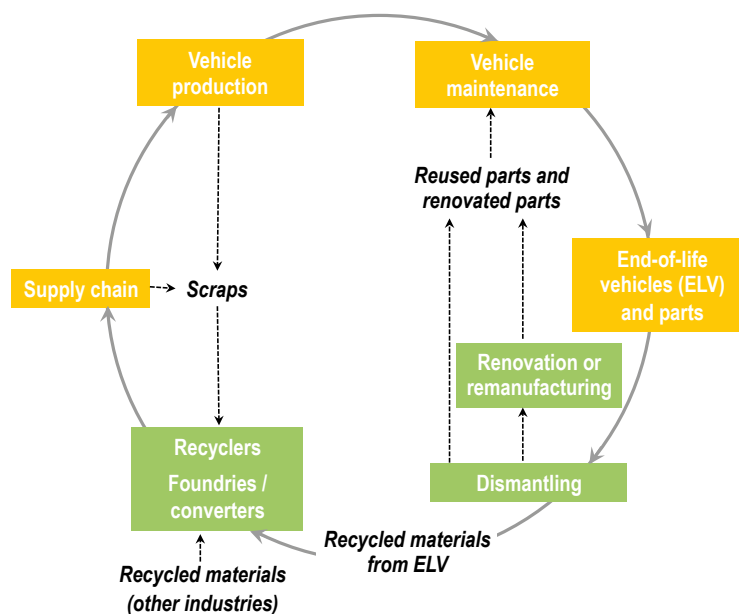 Vehicle
production
Vehicle
maintenance
Reused parts and
renovated parts
End-of-life
vehicles (ELV)
and parts
Supply chain
Scraps
Renovation or
remanufacturing
Recyclers
Foundries /
converters
Dismantling
Recycled materials
from ELV
Recycled materials
(other industries)